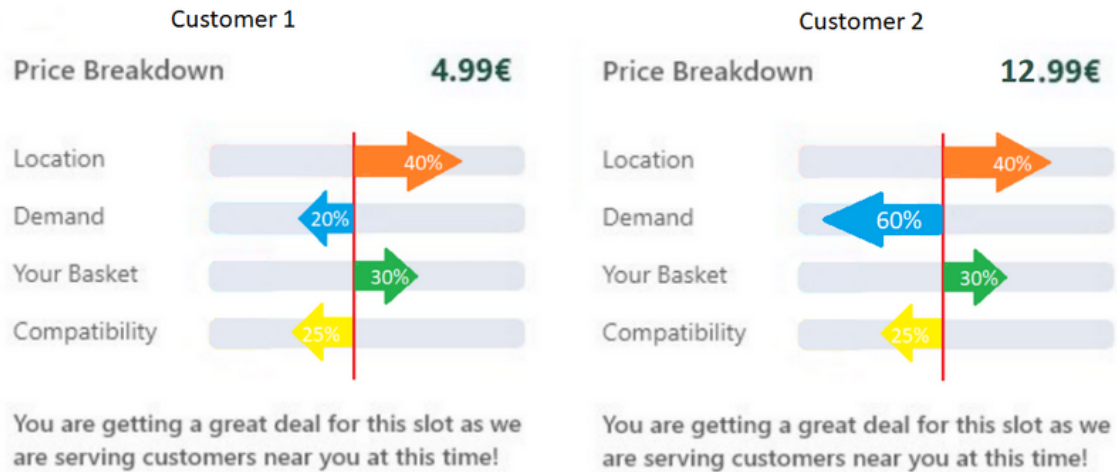 Customer 1
Price Breakdown 4.99€
Location 40%
Demand 20%
Your Basket 30%
Compatibility 25%
You are getting a great deal for this slot as we
are serving customers near you at this time!
Customer 2
Price Breakdown 12.99€
Location 40%
Demand 60%
Your Basket 30%
Compatibility 25%
You are getting a great deal for this slot as we
are serving customers near you at this time!